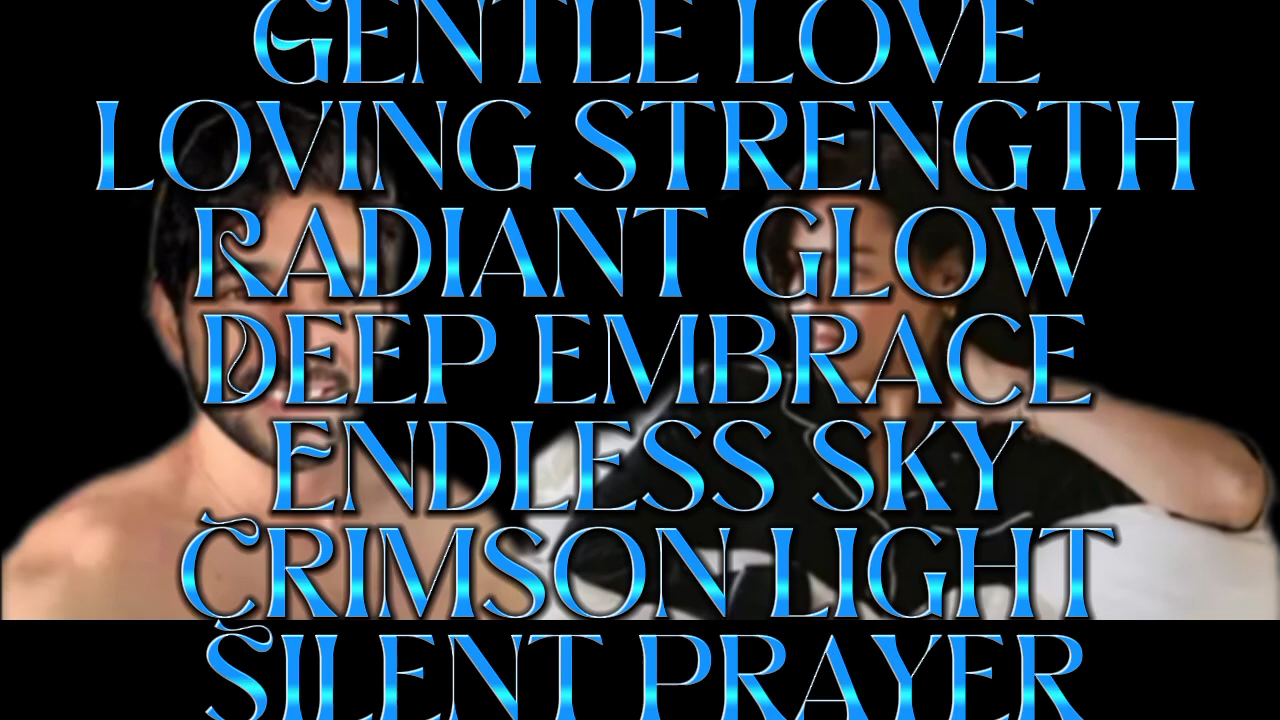 GENTLE LOVE
LOVING STRENGTH
RADIANT GLOW
DEEP EMBRACE
ENDLESS SKY
CRIMSON LIGHT
SILENT PRAYER